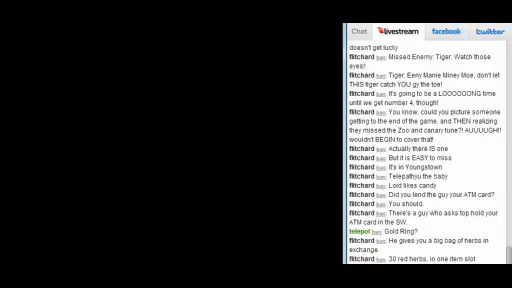 Chat livestream facebook twitter
doesn't get lucky
flitchard ban: Missed Enemy: Tiger: Watch those
eyes!
flitchard ban: Tiger: Eeny Manie Miney Moe, don't let
THIS tiger catch YOU gy the toe!
flitchard ban: It's going to be a LOOOOOONG time
until we get number 4, though!
flitchard ban: You know, could you picture someone
getting to the end of the game, and THEN realizing
they missed the Zoo and canary tune?! AUUUUGH!!
wouldn't BEGIN to cover that!
flitchard ban: Actually there IS one
flitchard ban: But it is EASY to miss
flitchard ban: It's in Youngstown
flitchard ban: Telepathyu the baby
flitchard ban: Loid likes candy
flitchard ban: Did you lend the guy your ATM card?
flitchard ban: You should.
flitchard ban: There's a guy who asks top hold your
ATM card in the SW.
telepot ban: Gold Ring?
flitchard ban: He gives you a big bag of herbs in
exchange.
flitchard ban: 30 red herbs, in one item slot